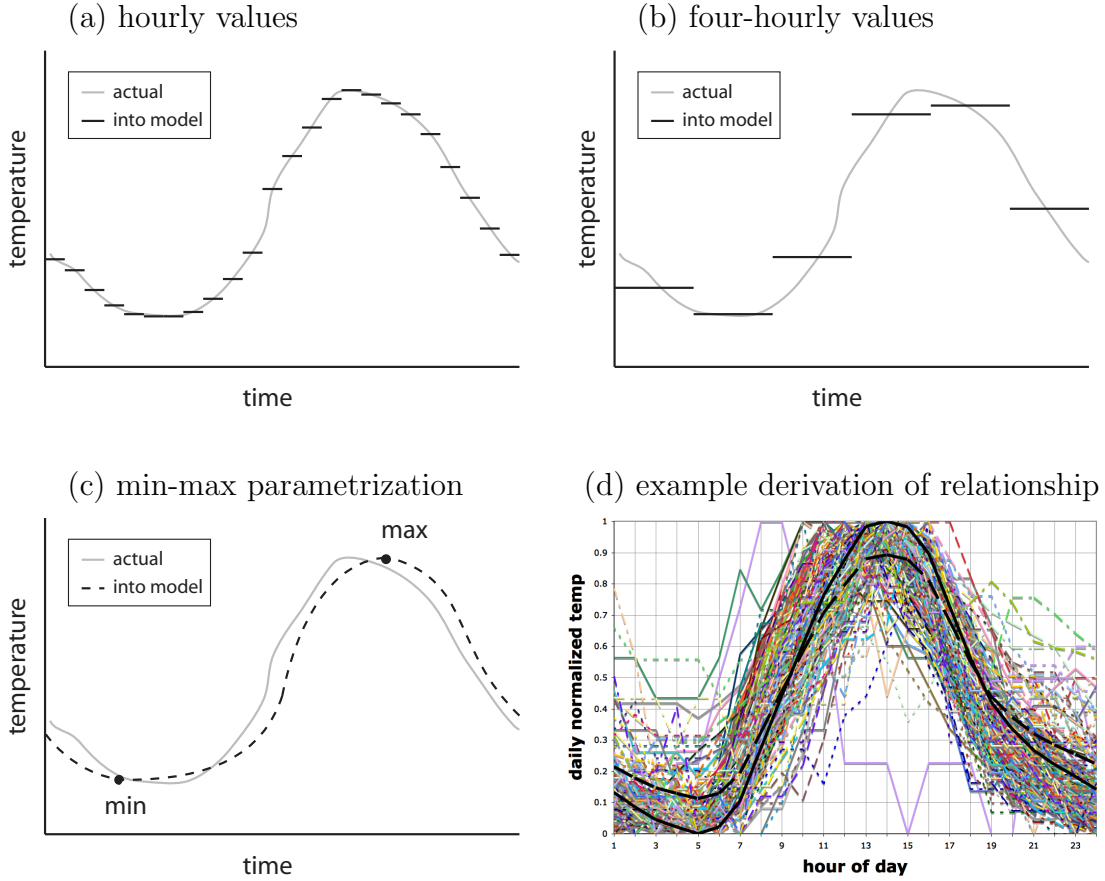 (a) hourly values
actual
into model
temperature
time
(b) four-hourly values
actual
into model
temperature
time
(c) min-max parametrization
actual
into model
max
min
temperature
time
(d) example derivation of relationship
1
0.9
0.8
0.7
0.6
0.5
0.4
0.3
0.2
0.1
0
daily normalized temp
1 3 5 7 9 11 13 15 17 19 21 23
hour of day